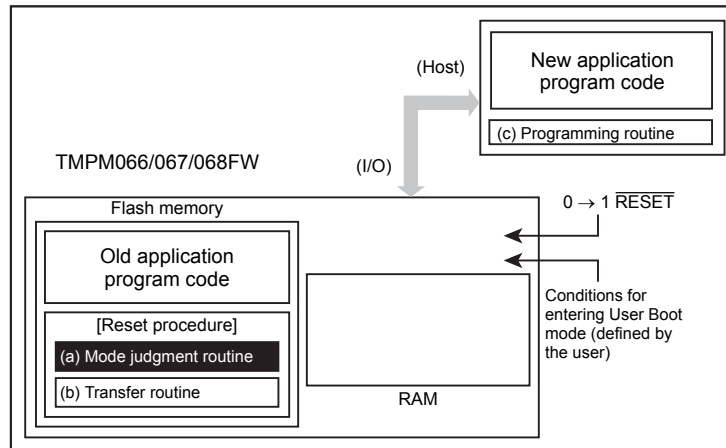 New application
program code
(Host)
(c) Programming routine
TMPM066/067/068FW
(I/O)
Flash memory
0 → 1 RESET
Old application
program code
[Reset procedure]
(a) Mode judgment routine
(b) Transfer routine
Conditions for
entering User Boot
mode (defined by
the user)
RAM